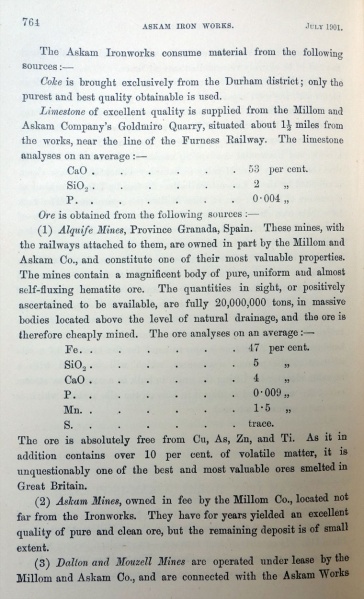 764
ASKAM IRON WORKS.
JULY 1901.
The Askam Ironworks consume material from the following
sources :—
Coke is brought exclusively from the Durham district; only the
purest and best quality obtainable is used.
Limestone of excellent quality is supplied from the Millom and
Askam Company's Goldmire Quarry, situated about 1½ miles from
the works, near the line of the Furness Railway. The limestone
analyses on an average :—
CaO . . . . . . 53 per cent.
SiO₂ . . . . . . 2 „
P. . . . . . . 0·004 „
Ore is obtained from the following sources :—
(1) Alquife Mines, Province Granada, Spain. These mines, with
the railways attached to them, are owned in part by the Millom and
Askam Co., and constitute one of their most valuable properties.
The mines contain a magnificent body of pure, uniform and almost
self-fluxing hematite ore. The quantities in sight, or positively
ascertained to be available, are fully 20,000,000 tons, in massive
bodies located above the level of natural drainage, and the ore is
therefore cheaply mined. The ore analyses on an average :—
Fe. . . . . . . 47 per cent.
SiO₂ . . . . . . 5 „
CaO . . . . . . 4 „
P. . . . . . . 0·009 „
Mn. . . . . . . 1·5 „
S. . . . . . . trace.
The ore is absolutely free from Cu, As, Zn, and Ti. As it in
addition contains over 10 per cent. of volatile matter, it is
unquestionably one of the best and most valuable ores smelted in
Great Britain.
(2) Askam Mines, owned in fee by the Millom Co., located not
far from the Ironworks. They have for years yielded an excellent
quality of pure and clean ore, but the remaining deposit is of small
extent.
(3) Dalton and Mouzell Mines are operated under lease by the
Millom and Askam Co., and are connected with the Askam Works